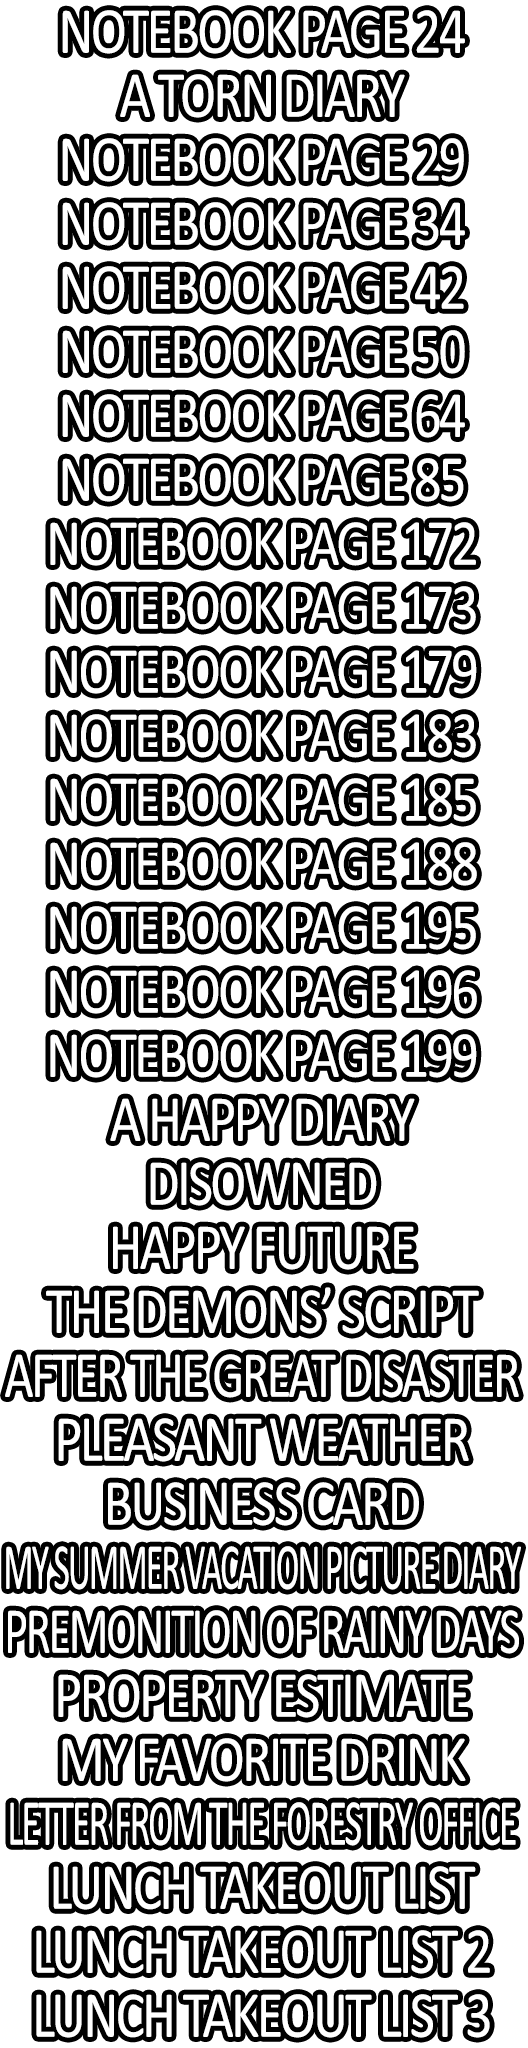 NOTEBOOK PAGE 24
A TORN DIARY
NOTEBOOK PAGE 29
NOTEBOOK PAGE 34
NOTEBOOK PAGE 42
NOTEBOOK PAGE 50
NOTEBOOK PAGE 64
NOTEBOOK PAGE 85
NOTEBOOK PAGE 172
NOTEBOOK PAGE 173
NOTEBOOK PAGE 179
NOTEBOOK PAGE 183
NOTEBOOK PAGE 185
NOTEBOOK PAGE 188
NOTEBOOK PAGE 195
NOTEBOOK PAGE 196
NOTEBOOK PAGE 199
A HAPPY DIARY
DISOWNED
HAPPY FUTURE
THE DEMONS’ SCRIPT
AFTER THE GREAT DISASTER
PLEASANT WEATHER
BUSINESS CARD
MY SUMMER VACATION PICTURE DIARY
PREMONITION OF RAINY DAYS
PROPERTY ESTIMATE
MY FAVORITE DRINK
LETTER FROM THE FORESTRY OFFICE
LUNCH TAKEOUT LIST
LUNCH TAKEOUT LIST 2
LUNCH TAKEOUT LIST 3